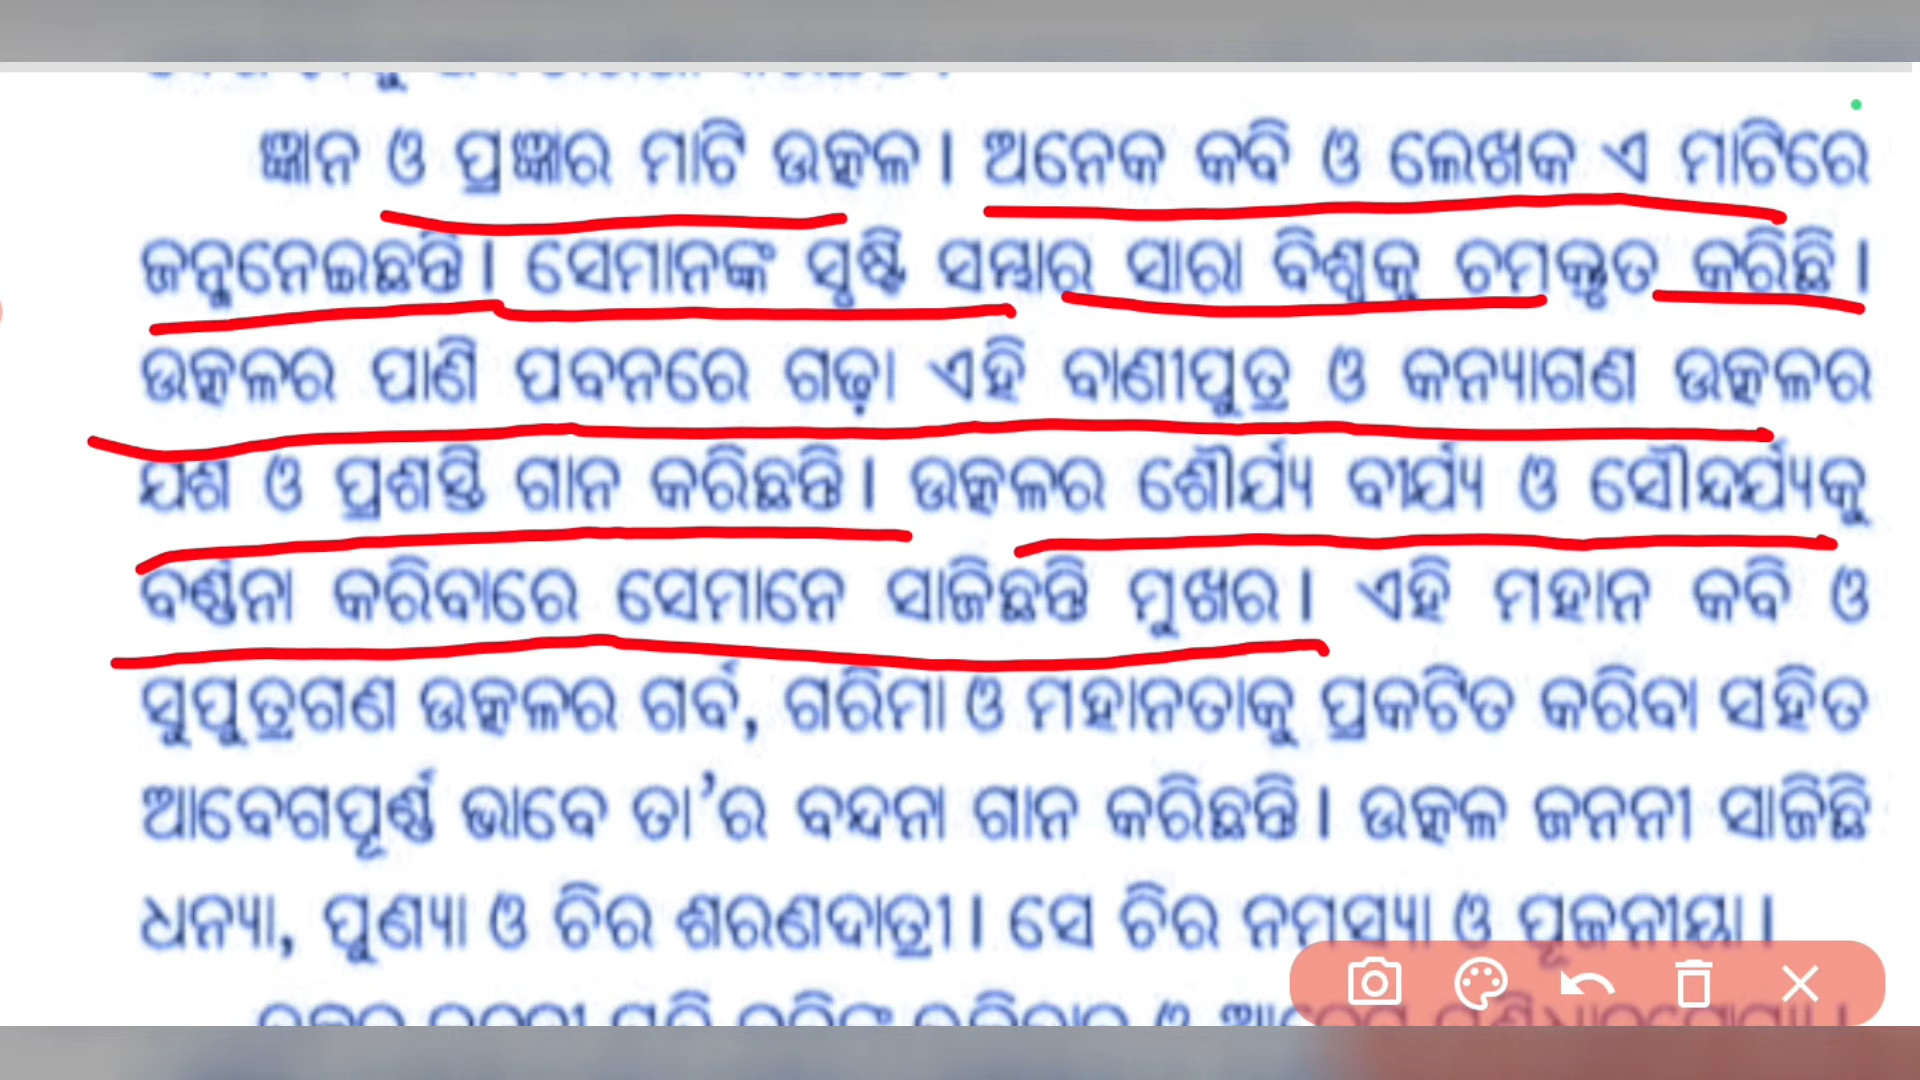 ଜ୍ଞାନ ଓ ପ୍ରଜ୍ଞାର ମାଟି ଉତ୍କଳ । ଅନେକ କବି ଓ ଲେଖକ ଏ ମାଟିରେ
ଜନ୍ମନେଇଛନ୍ତି । ସେମାନଙ୍କ ସୃଷ୍ଟି ସମ୍ଭାର ସାରା ବିଶ୍ୱକୁ ଚମକୃତ କରିଛି ।
ଉତ୍କଳର ପାଣି ପବନରେ ଗଢ଼ା ଏହି ବାଣୀପୁତ୍ର ଓ କନ୍ୟାଗଣ ଉତ୍କଳର
ଯଶ ଓ ପ୍ରଶସ୍ତି ଗାନ କରିଛନ୍ତି । ଉତ୍କଳର ଶୌର୍ଯ୍ୟ ବୀର୍ଯ୍ୟ ଓ ସୌନ୍ଦର୍ଯ୍ୟକୁ
ବର୍ଣ୍ଣନା କରିବାରେ ସେମାନେ ସାଜିଛନ୍ତି ମୁଖର । ଏହି ମହାନ କବି ଓ
ସୁପୁତ୍ରଗଣ ଉତ୍କଳର ଗର୍ବ, ଗରିମା ଓ ମହାନତାକୁ ପ୍ରକଟିତ କରିବା ସହିତ
ଆବେଗପୂର୍ଣ୍ଣ ଭାବେ ତା'ର ବନ୍ଦନା ଗାନ କରିଛନ୍ତି । ଉତ୍କଳ ଜନନୀ ସାଜିଛି
ଧନ୍ୟା, ପୁଣ୍ୟା ଓ ଚିର ଶରଣଦାତ୍ରୀ । ସେ ଚିର ନମସ୍ୟା ଓ ପୂଜନୀୟା ।